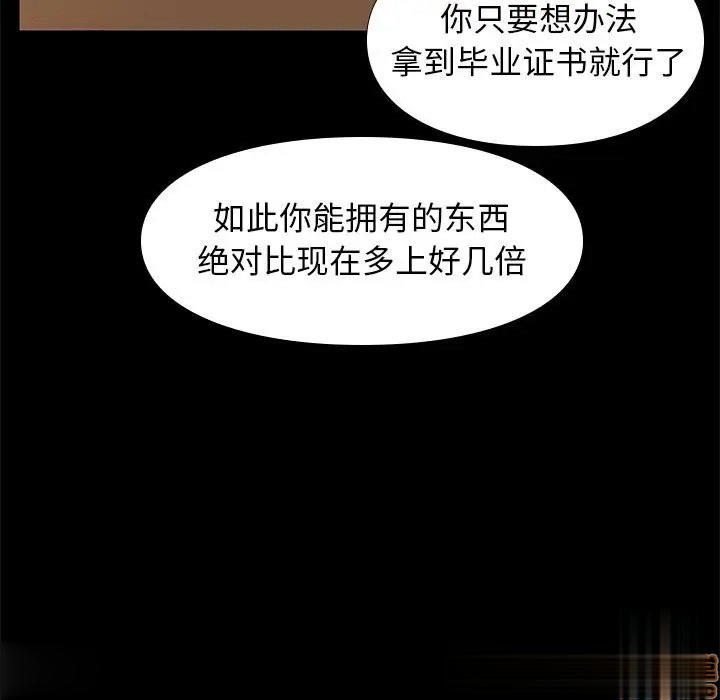 你只要想办法
拿到毕业证书就行了
如此你能拥有的东西
绝对比现在多上好几倍